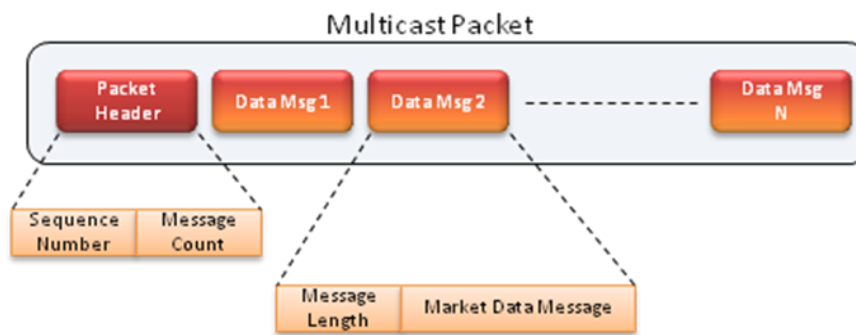 Multicast Packet
Packet
Header
Data Msg 1
Data Msg 2
Data Msg
N
Sequence
Number
Message
Count
Message
Length
Market Data Message